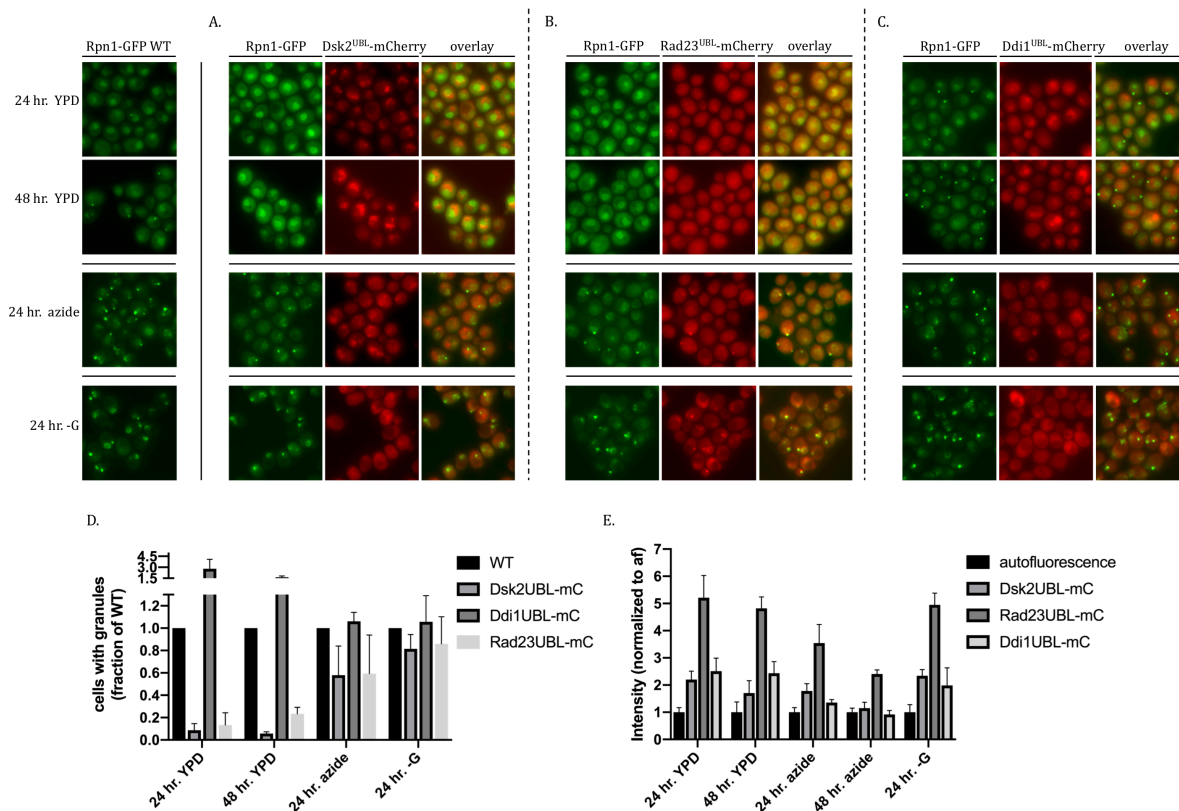 A.
B.
C.
Rpn1-GFP WT
Rpn1-GFP Dsk2UBL-mCherry overlay
Rpn1-GFP Rad23UBL-mCherry overlay
Rpn1-GFP Ddi1UBL-mCherry overlay
24 hr. YPD
48 hr. YPD
24 hr. azide
24 hr. -G
D.
cells with granules
(fraction of WT)
4.5
3.0
1.5
1.0
0.8
0.6
0.4
0.2
0.0
24 hr. YPD
48 hr. YPD
24 hr. azide
24 hr. -G
WT
Dsk2UBL-mC
Ddi1UBL-mC
Rad23UBL-mC
E.
Intensity (normalized to af)
7
6
5
4
3
2
1
0
24 hr. YPD
48 hr. YPD
24 hr. azide
48 hr. azide
24 hr. -G
autofluorescence
Dsk2UBL-mC
Rad23UBL-mC
Ddi1UBL-mC